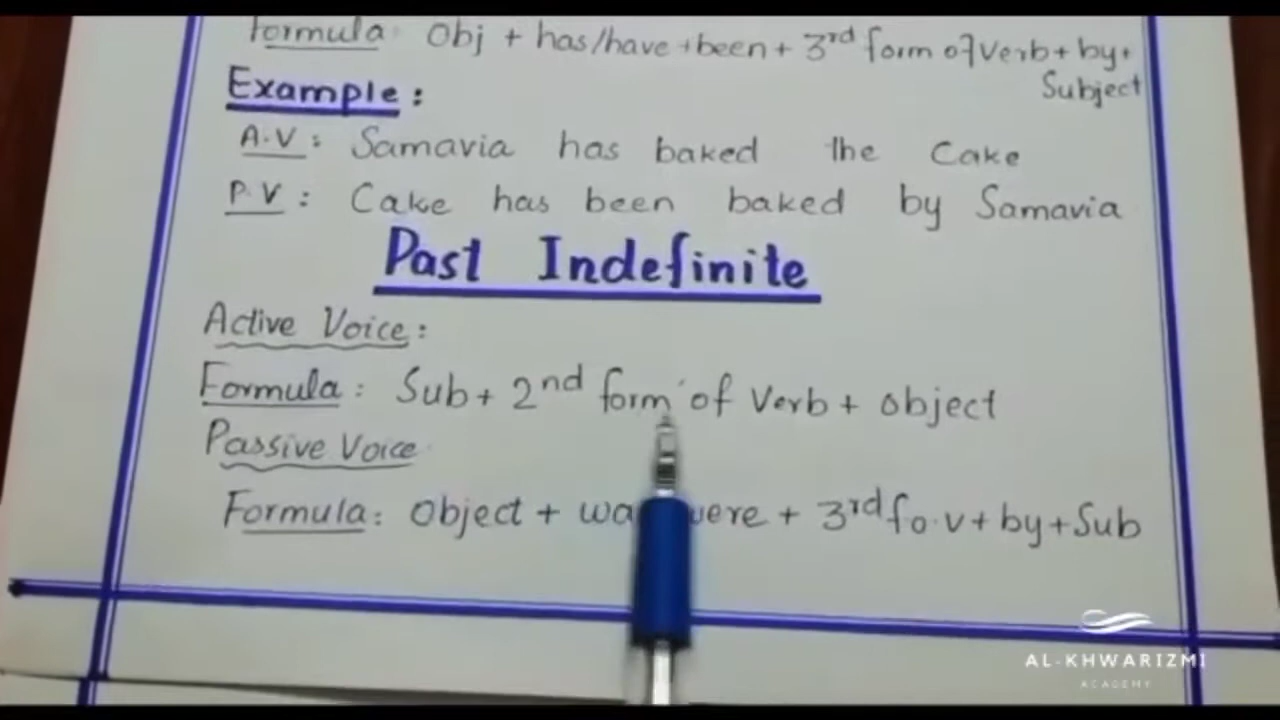 Formula: Obj + has/have +been + 3rd form of Verb + by +
Subject
Example:
A.V: Samavia has baked the Cake
P.V: Cake has been baked by Samavia
Past Indefinite
Active Voice:
Formula: Sub + 2nd form of Verb + object
Passive Voice
Formula: Object + + 3rd fo.v + by + Sub
AL-KHWARIZMI
ACADEMY